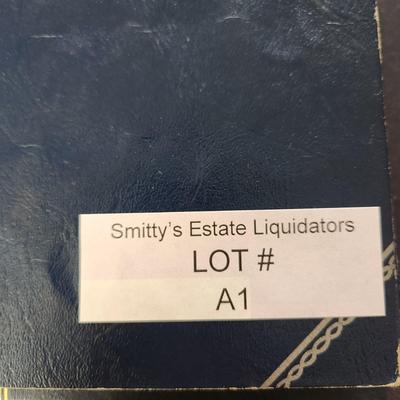 Smitty's Estate Liquidators
LOT #
A1